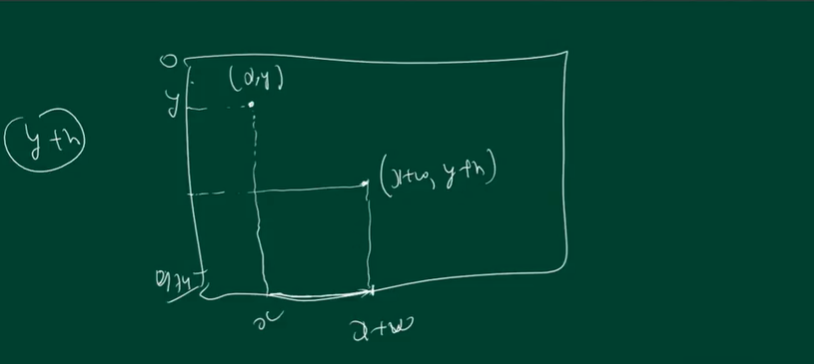 0
(x,y)
y
y+h
(x+w, y+h)
x
x+w